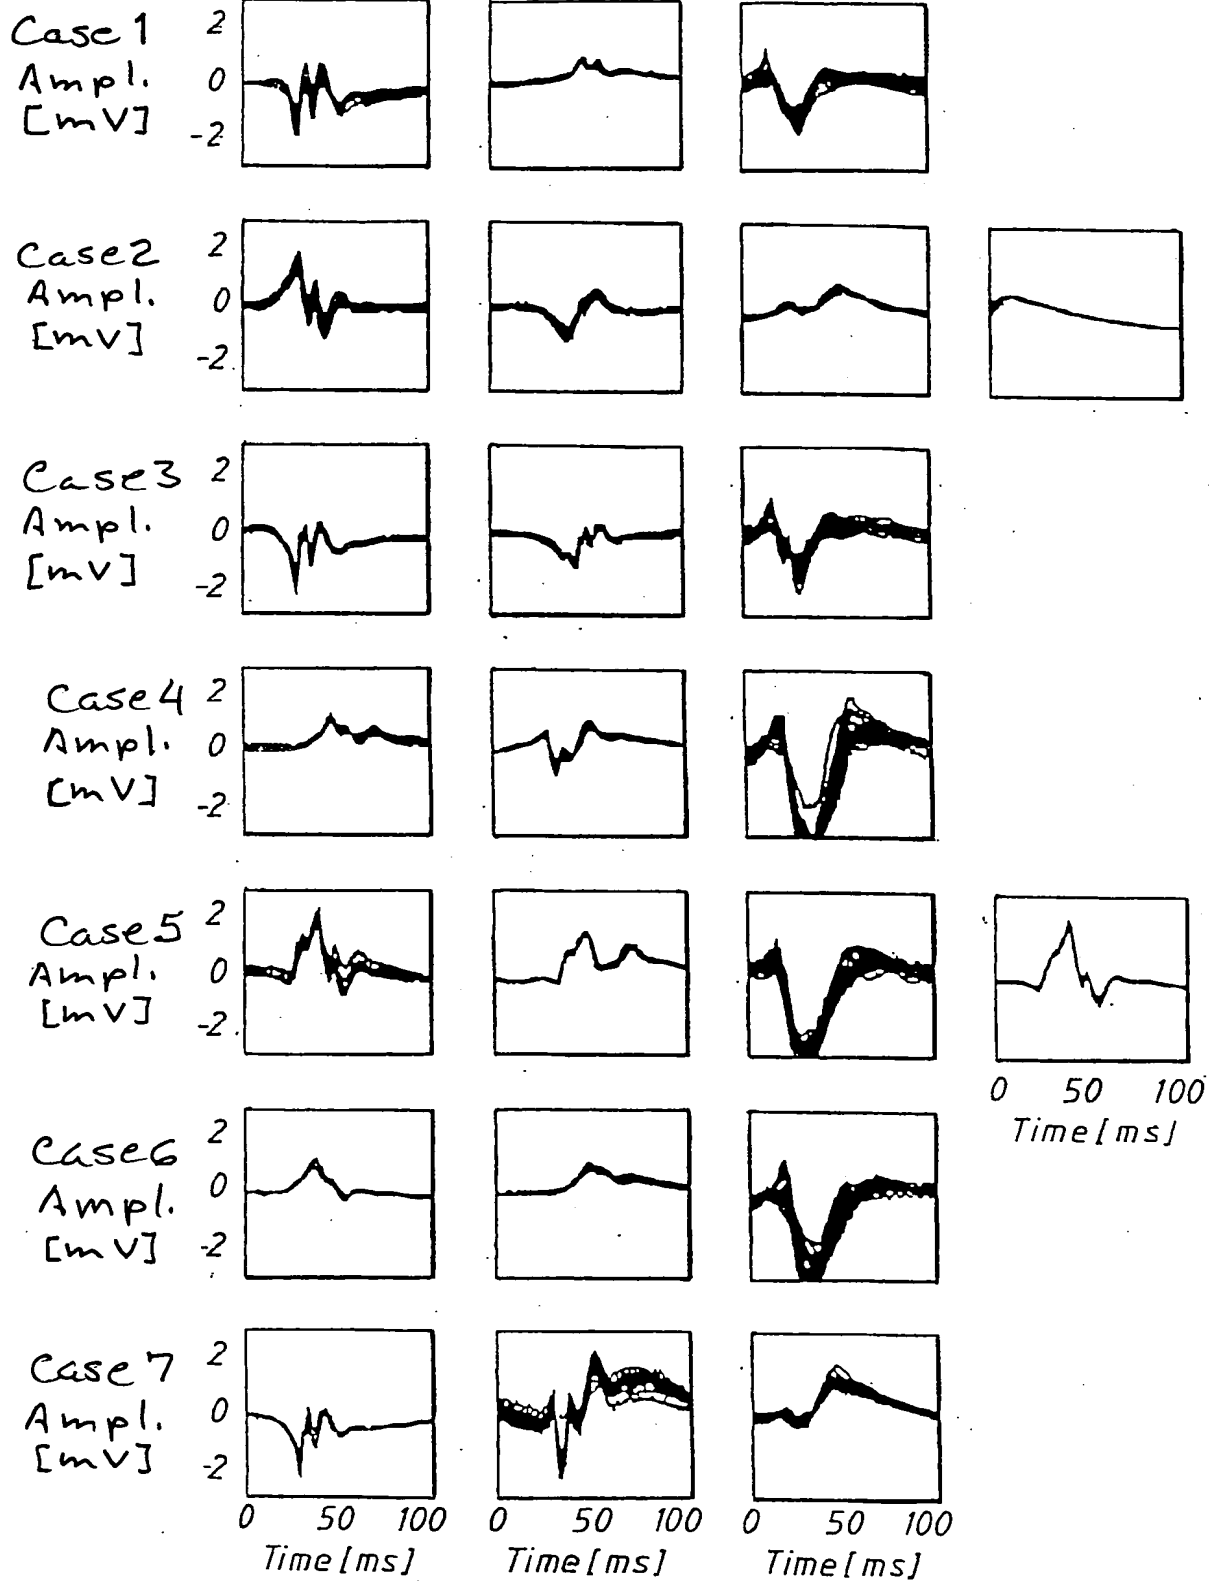 Case 1
Ampl.
[mV]
2
0
-2
Case 2
Ampl.
[mV]
2
0
-2
Case 3
Ampl.
[mV]
2
0
-2
Case 4
Ampl.
[mV]
2
0
-2
Case 5
Ampl.
[mV]
2
0
-2
0 50 100
Time [ms]
Case 6
Ampl.
[mV]
2
0
-2
Case 7
Ampl.
[mV]
2
0
-2
0 50 100 0 50 100 0 50 100
Time [ms] Time [ms] Time [ms]